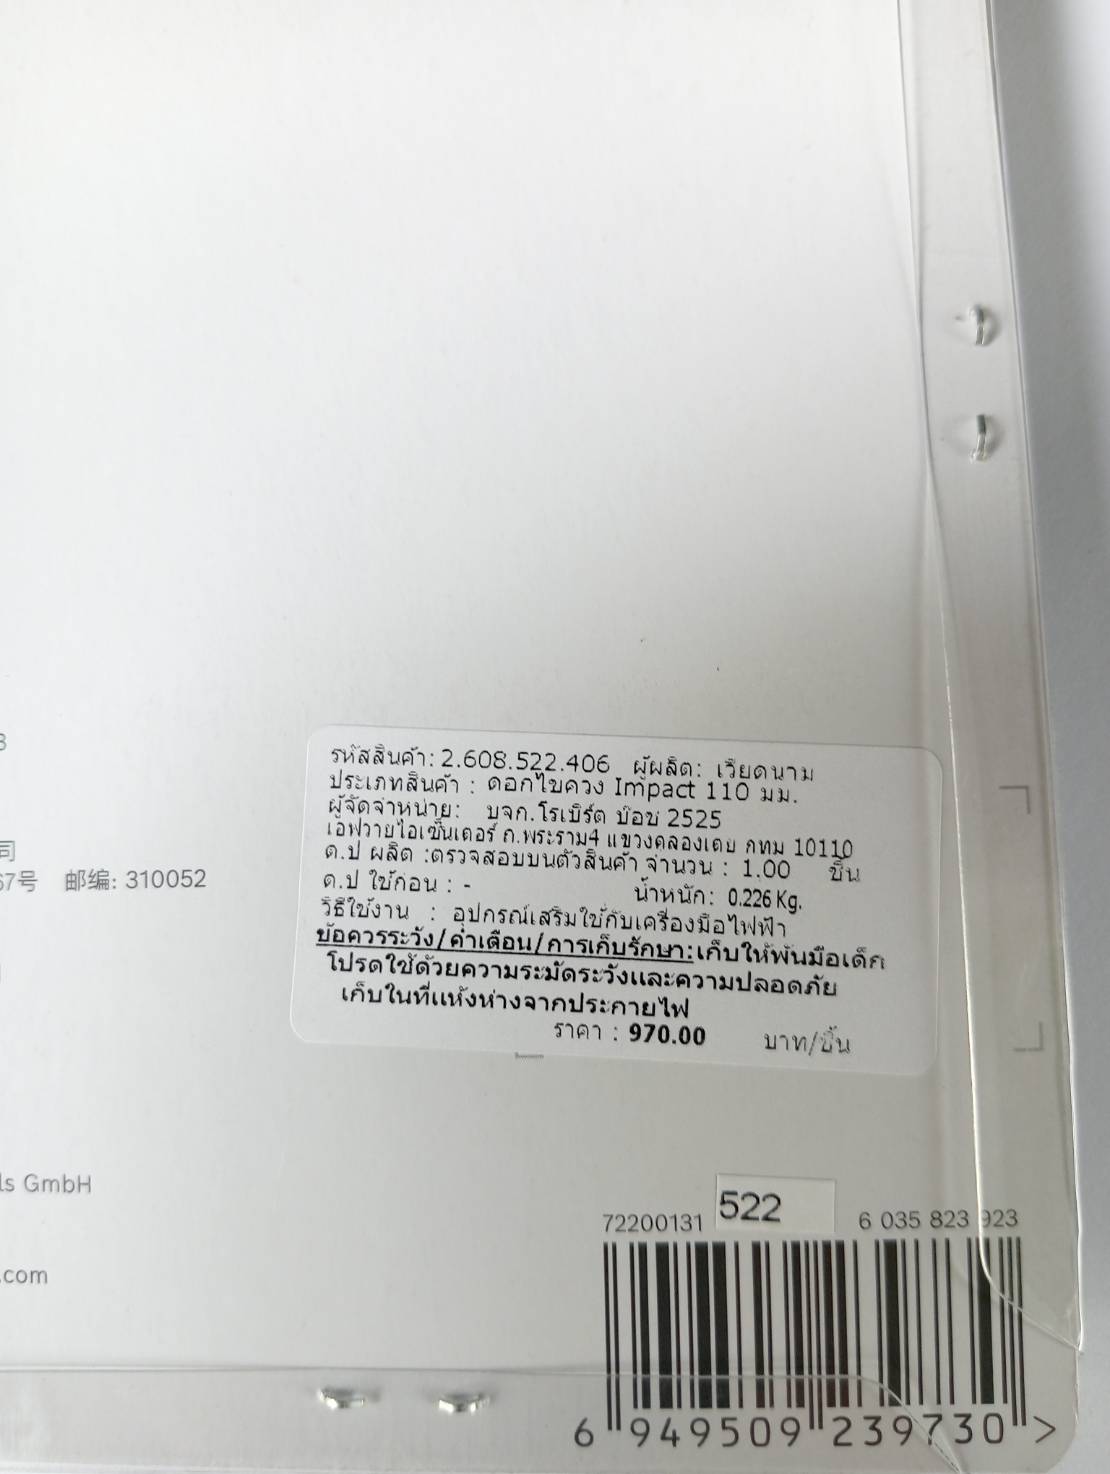 3
司
67号 邮编: 310052
รหัสสินค้า: 2.608.522.406 ผู้ผลิต: เวียดนาม
ประเภทสินค้า : ดอกไขควง Impact 110 มม.
ผู้จัดจำหน่าย: บจก.โรเบิร์ต บ๊อช 2525
เอฟวายไอเซ็นเตอร์ ถ.พระราม4 แขวงคลองเตย กทม 10110
ด.ป ผลิต :ตรวจสอบบนตัวสินค้า จำนวน : 1.00 ชิ้น
ด.ป ใช้ก่อน : - น้ำหนัก: 0.226 Kg.
วิธีใช้งาน : อุปกรณ์เสริมใช้กับเครื่องมือไฟฟ้า
ข้อควรระวัง/คำเตือน/การเก็บรักษา:เก็บให้พ้นมือเด็ก
โปรดใช้ด้วยความระมัดระวังและความปลอดภัย
เก็บในที่แห้งห่างจากประกายไฟ
ราคา : 970.00 บาท/ชิ้น
ls GmbH
.com
72200131 522 6 035 823 923
6 949509 239730 >